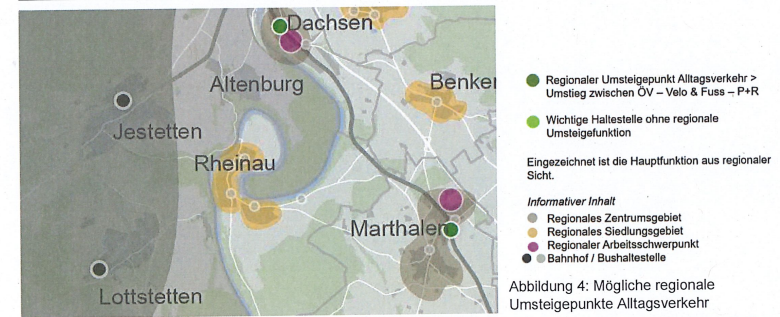 Dachsen
Altenburg
Benken
Jestetten
Rheinau
Marthalen
Lottstetten
Regionaler Umsteigepunkt Alltagsverkehr >
Umstieg zwischen ÖV – Velo & Fuss – P+R
Wichtige Haltestelle ohne regionale
Umsteigefunktion
Eingezeichnet ist die Hauptfunktion aus regionaler
Sicht.
Informativer Inhalt
Regionales Zentrumsgebiet
Regionales Siedlungsgebiet
Regionaler Arbeitsschwerpunkt
Bahnhof / Bushaltestelle
Abbildung 4: Mögliche regionale
Umsteigepunkte Alltagsverkehr